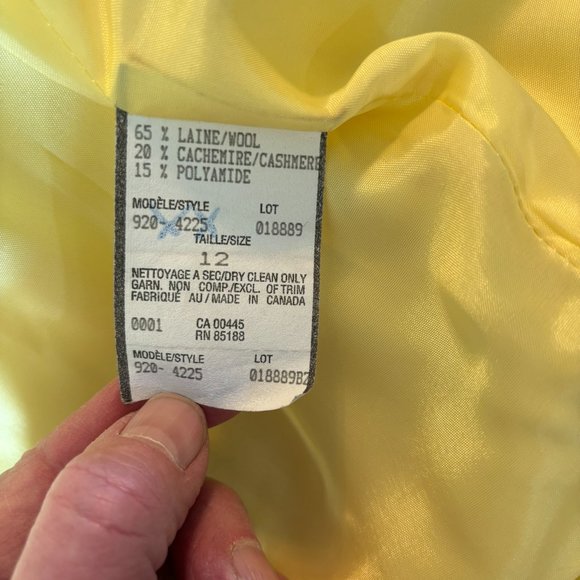 65 % LAINE/WOOL
20 % CACHEMIRE/CASHMERE
15 % POLYAMIDE
MODÈLE/STYLE LOT
920- 4225 018889
TAILLE/SIZE
12
NETTOYAGE A SEC/DRY CLEAN ONLY
GARN. NON COMP./EXCL. OF TRIM
FABRIQUÉ AU/MADE IN CANADA
0001 CA 00445
RN 85188
MODÈLE/STYLE LOT
920- 4225 018889B2